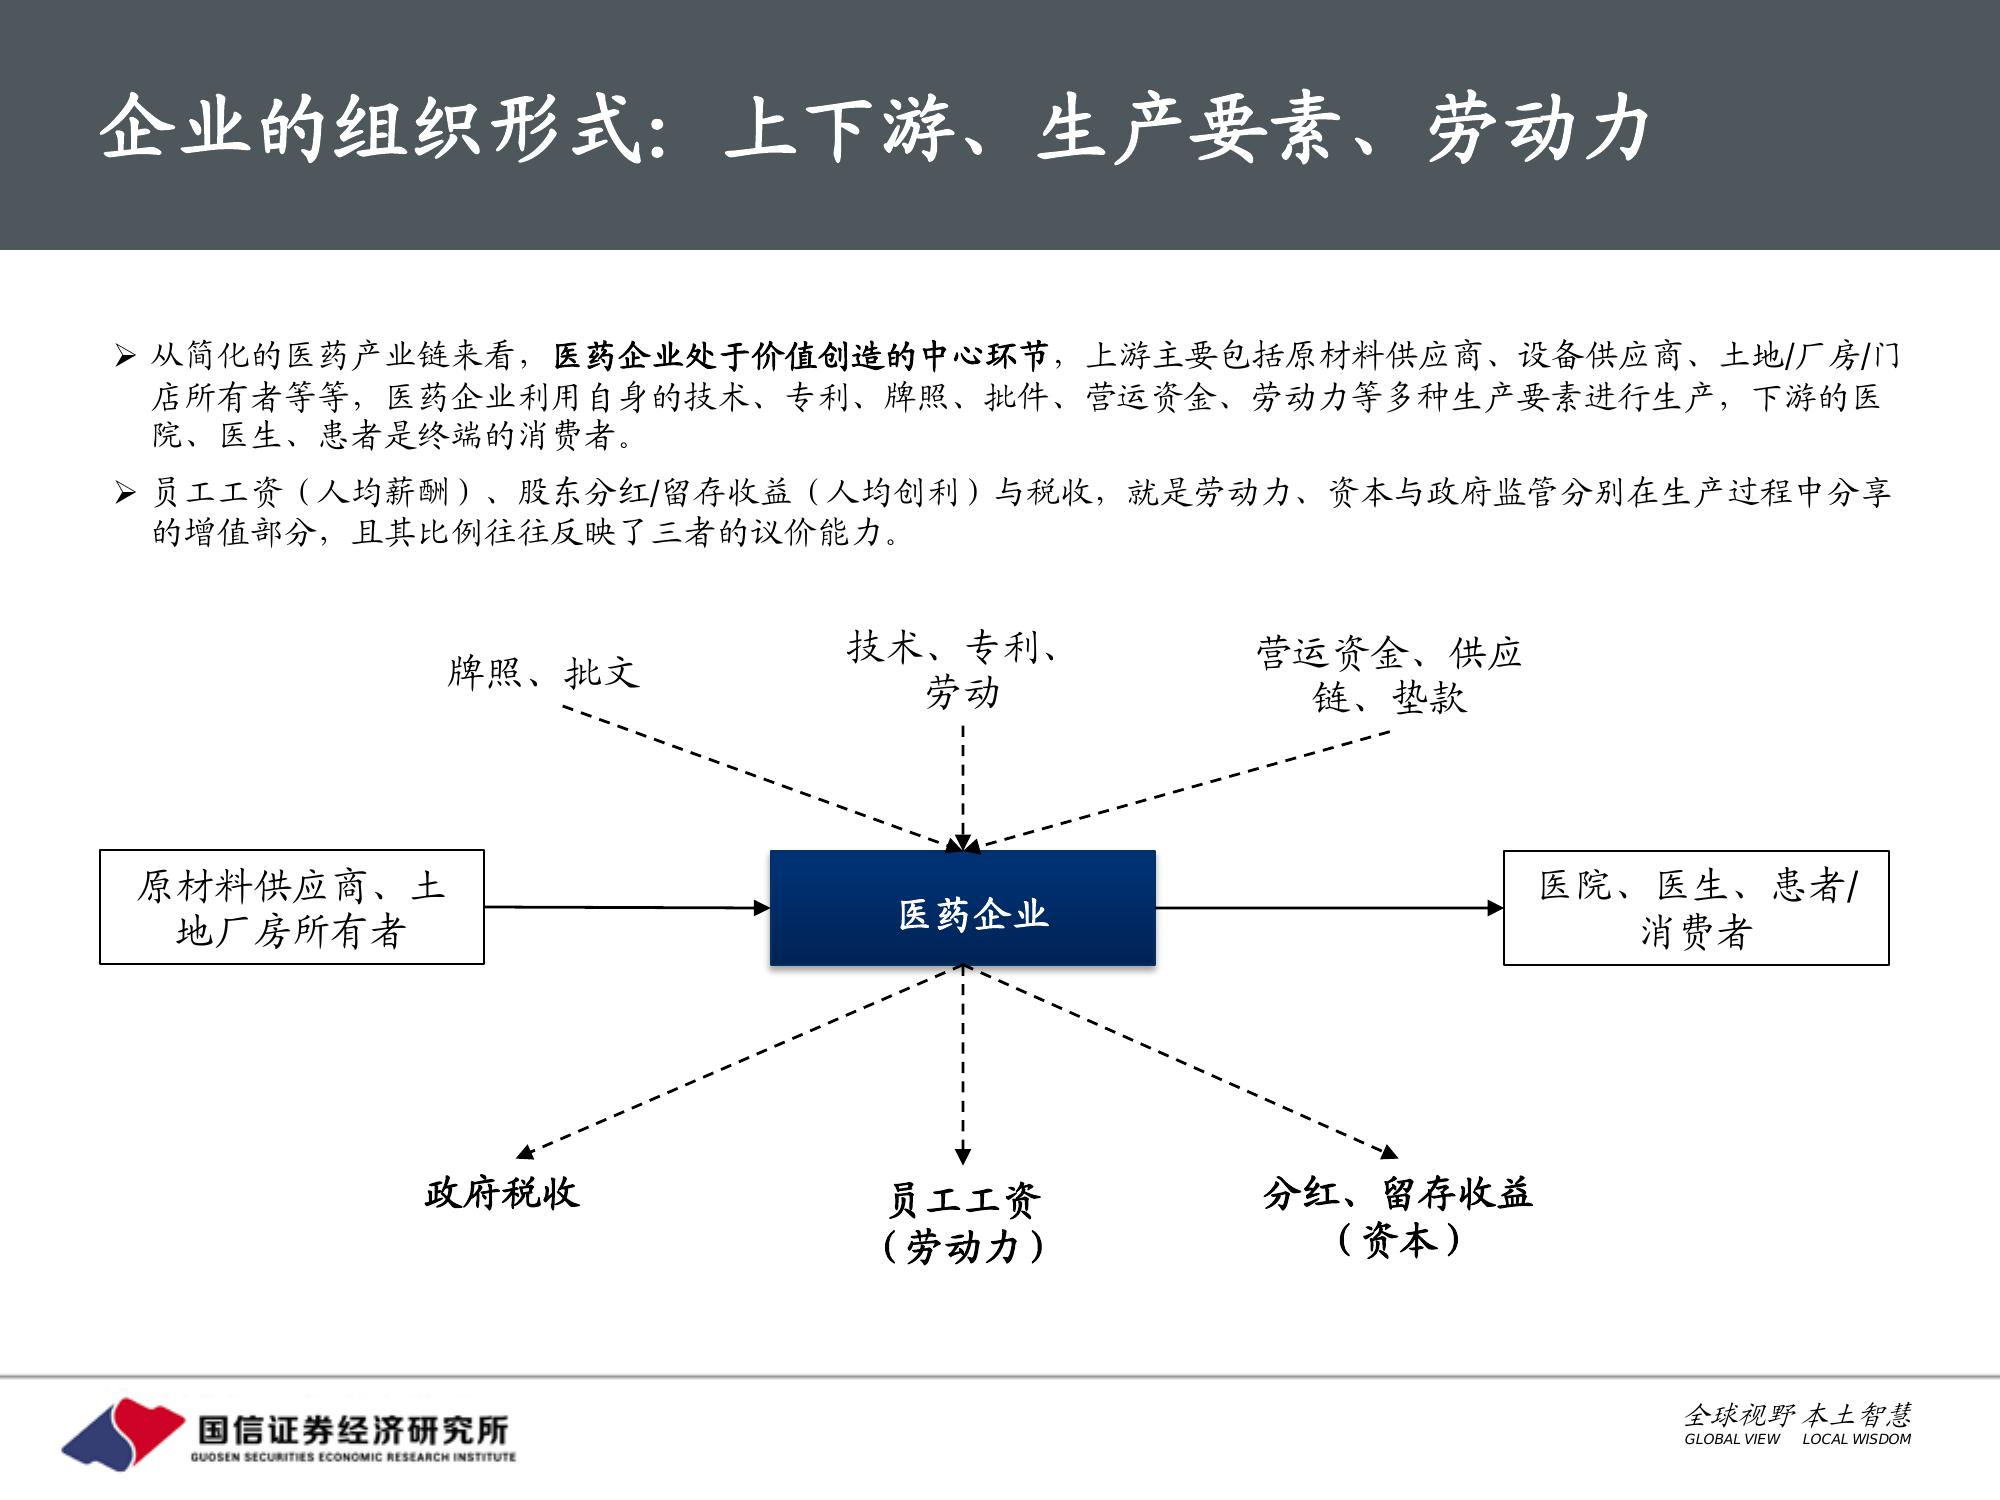 企业的组织形式：上下游、生产要素、劳动力
➢ 从简化的医药产业链来看，医药企业处于价值创造的中心环节，上游主要包括原材料供应商、设备供应商、土地/厂房/门
店所有者等等，医药企业利用自身的技术、专利、牌照、批件、营运资金、劳动力等多种生产要素进行生产，下游的医
院、医生、患者是终端的消费者。
➢ 员工工资（人均薪酬）、股东分红/留存收益（人均创利）与税收，就是劳动力、资本与政府监管分别在生产过程中分享
的增值部分，且其比例往往反映了三者的议价能力。
牌照、批文
技术、专利、
劳动
营运资金、供应
链、垫款
原材料供应商、土
地厂房所有者
医药企业
医院、医生、患者/
消费者
政府税收
员工工资
（劳动力）
分红、留存收益
（资本）
国信证券经济研究所
GUOSEN SECURITIES ECONOMIC RESEARCH INSTITUTE
全球视野 本土智慧
GLOBAL VIEW LOCAL WISDOM